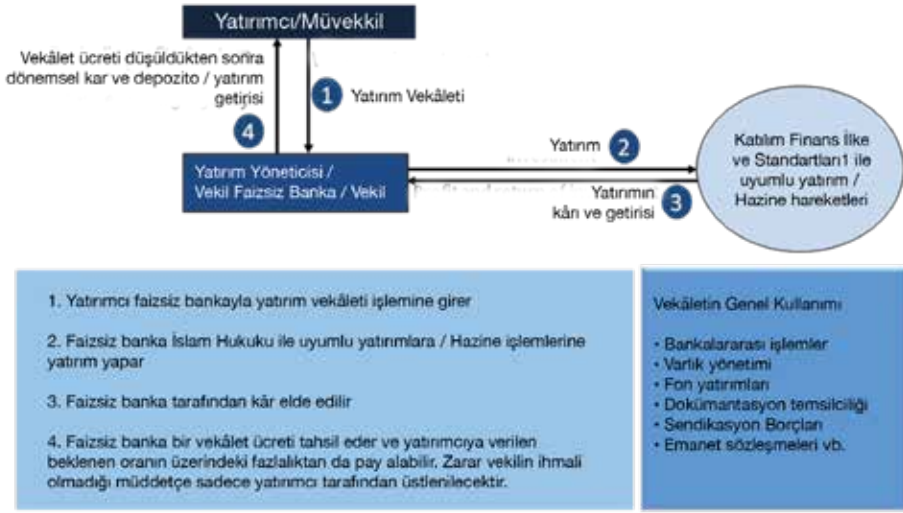 Yatırımcı/Müvekkil
Vekâlet ücreti düşüldükten sonra
dönemsel kar ve depozito / yatırım
getirisi
4
1 Yatırım Vekâleti
Yatırım Yöneticisi /
Vekil Faizsiz Banka / Vekil
Yatırım 2
Yatırımın
kârı ve getirisi 3
Katılım Finans İlke
ve Standartları1 ile
uyumlu yatırım /
Hazine hareketleri
1. Yatırımcı faizsiz bankayla yatırım vekâleti işlemine girer
2. Faizsiz banka İslam Hukuku ile uyumlu yatırımlara / Hazine işlemlerine
yatırım yapar
3. Faizsiz banka tarafından kâr elde edilir
4. Faizsiz banka bir vekâlet ücreti tahsil eder ve yatırımcıya verilen
beklenen oranın üzerindeki fazlalıktan da pay alabilir. Zarar vekilin ihmali
olmadığı müddetçe sadece yatırımcı tarafından üstlenilecektir.
Vekâletin Genel Kullanımı
• Bankalararası işlemler
• Varlık yönetimi
• Fon yatırımları
• Dokümantasyon temsilciliği
• Sendikasyon Borçları
• Emanet sözleşmeleri vb.